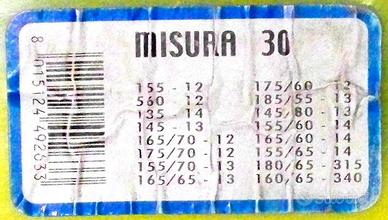 MISURA 30
155 - 12 175/60 - 12
560 - 12 185/55 - 13
135 - 14 145/80 - 13
145 - 13 155/60 - 14
165/70 - 12 165/60 - 14
175/70 - 12 155/65 - 14
155/70 - 13 180/65 - 315
165/65 - 13 160/65 - 340
8 015124 402633